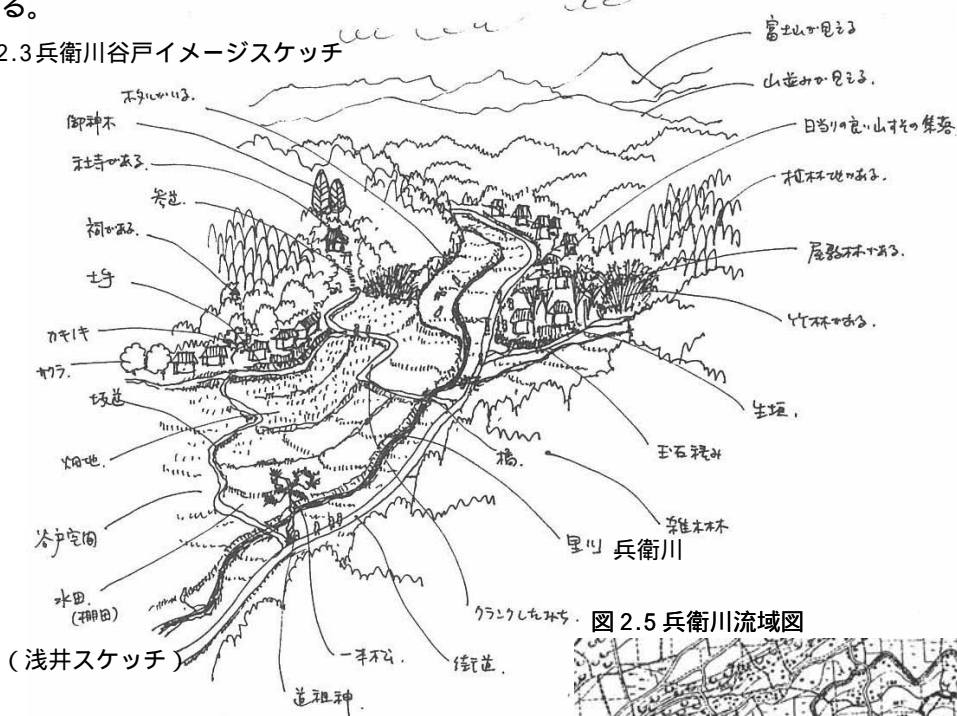 る。
2.3兵衛川谷戸イメージスケッチ
富士山が見える
山並みが見える.
日当りの良い山すその集落
植林地がある.
屋敷林がある.
竹林がある.
生垣.
玉石積み
雑木林
橋.
里川
兵衛川
クランクしたみち.
街道.
一本松.
道祖神.
ホタルがいる.
御神木
社寺がある.
参道.
祠がある.
土手
カキノキ
サクラ.
坂道
畑地.
谷戸空間
水田.
(棚田)
(浅井スケッチ)
図2.5兵衛川流域図